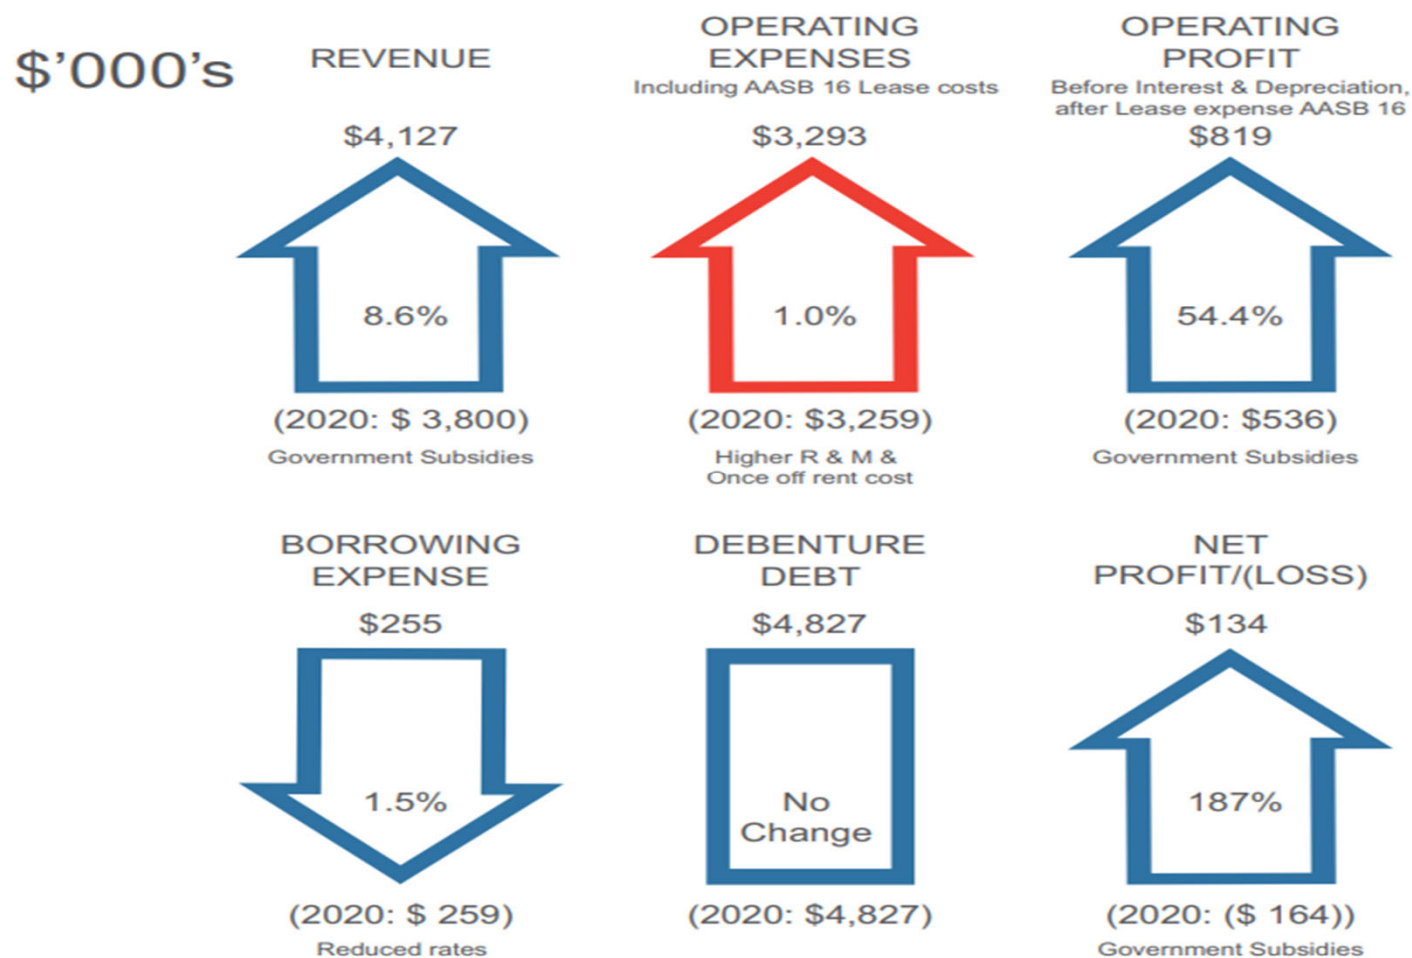 $'000's
REVENUE
$4,127
8.6%
(2020: $ 3,800)
Government Subsidies
OPERATING
EXPENSES
Including AASB 16 Lease costs
$3,293
1.0%
(2020: $3,259)
Higher R & M &
Once off rent cost
OPERATING
PROFIT
Before Interest & Depreciation,
after Lease expense AASB 16
$819
54.4%
(2020: $536)
Government Subsidies
BORROWING
EXPENSE
$255
1.5%
(2020: $ 259)
Reduced rates
DEBENTURE
DEBT
$4,827
No
Change
(2020: $4,827)
NET
PROFIT/(LOSS)
$134
187%
(2020: ($ 164))
Government Subsidies